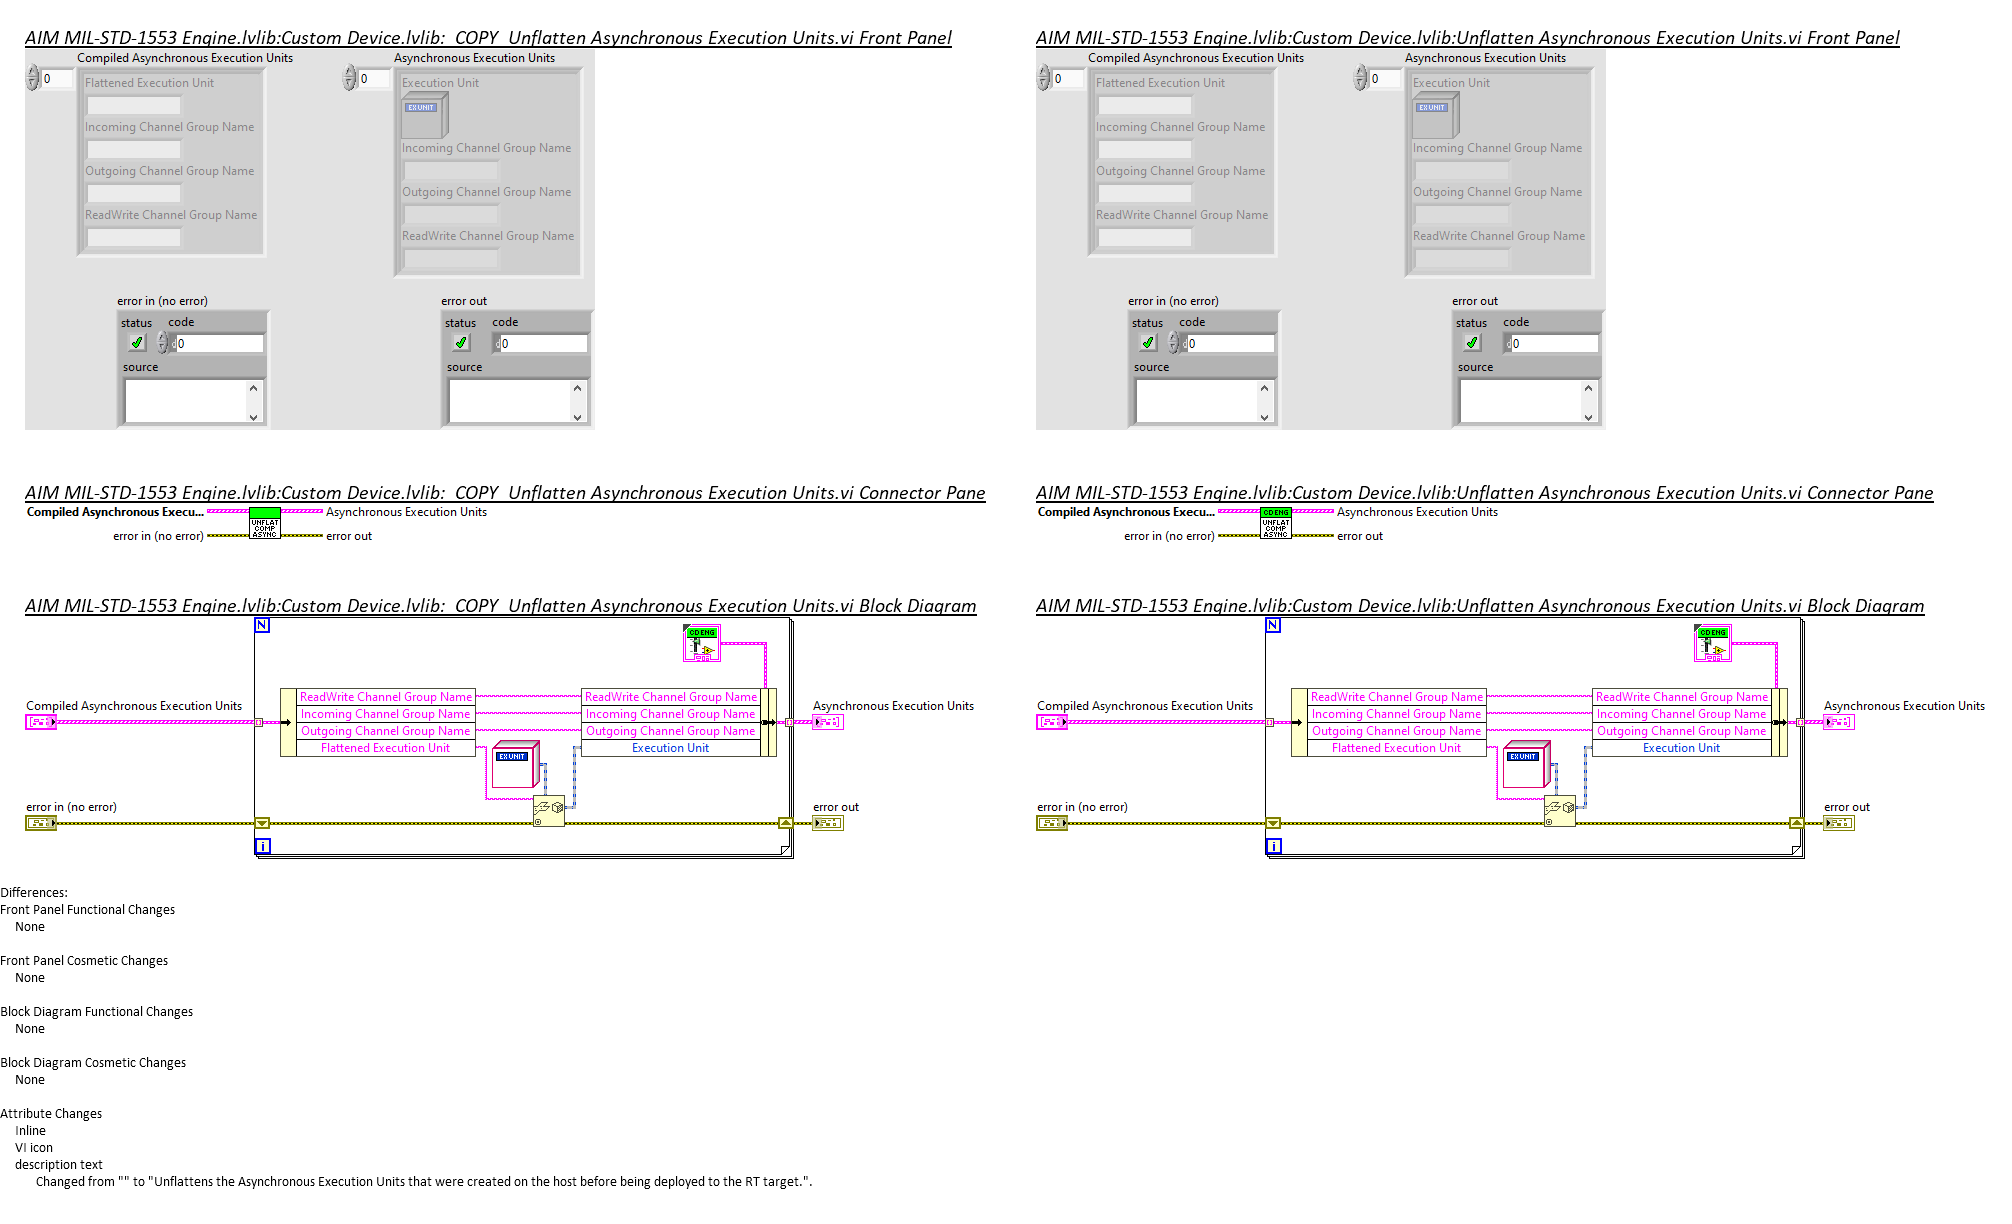 AIM MIL-STD-1553 Engine.lvlib:Custom Device.lvlib:  COPY  Unflatten Asynchronous Execution Units.vi Front Panel
Compiled Asynchronous Execution Units
0
Flattened Execution Unit
Incoming Channel Group Name
Outgoing Channel Group Name
ReadWrite Channel Group Name
Asynchronous Execution Units
0
Execution Unit
EX UNIT
Incoming Channel Group Name
Outgoing Channel Group Name
ReadWrite Channel Group Name
error in (no error)
status code
d 0
source
error out
status code
d 0
source
AIM MIL-STD-1553 Engine.lvlib:Custom Device.lvlib:Unflatten Asynchronous Execution Units.vi Front Panel
Compiled Asynchronous Execution Units
0
Flattened Execution Unit
Incoming Channel Group Name
Outgoing Channel Group Name
ReadWrite Channel Group Name
Asynchronous Execution Units
0
Execution Unit
EX UNIT
Incoming Channel Group Name
Outgoing Channel Group Name
ReadWrite Channel Group Name
error in (no error)
status code
d 0
source
error out
status code
d 0
source
AIM MIL-STD-1553 Engine.lvlib:Custom Device.lvlib:  COPY  Unflatten Asynchronous Execution Units.vi Connector Pane
Compiled Asynchronous Execu...
Asynchronous Execution Units
UNFLAT
COMP
ASYNC
error in (no error)
error out
AIM MIL-STD-1553 Engine.lvlib:Custom Device.lvlib:Unflatten Asynchronous Execution Units.vi Connector Pane
Compiled Asynchronous Execu...
Asynchronous Execution Units
CD ENG
UNFLAT
COMP
ASYNC
error in (no error)
error out
AIM MIL-STD-1553 Engine.lvlib:Custom Device.lvlib:  COPY  Unflatten Asynchronous Execution Units.vi Block Diagram
N
CD ENG
Compiled Asynchronous Execution Units
ReadWrite Channel Group Name
Incoming Channel Group Name
Outgoing Channel Group Name
Flattened Execution Unit
EX UNIT
ReadWrite Channel Group Name
Incoming Channel Group Name
Outgoing Channel Group Name
Execution Unit
Asynchronous Execution Units
error in (no error)
error out
i
AIM MIL-STD-1553 Engine.lvlib:Custom Device.lvlib:Unflatten Asynchronous Execution Units.vi Block Diagram
N
CD ENG
Compiled Asynchronous Execution Units
ReadWrite Channel Group Name
Incoming Channel Group Name
Outgoing Channel Group Name
Flattened Execution Unit
EX UNIT
ReadWrite Channel Group Name
Incoming Channel Group Name
Outgoing Channel Group Name
Execution Unit
Asynchronous Execution Units
error in (no error)
error out
i
Differences:
Front Panel Functional Changes
None
Front Panel Cosmetic Changes
None
Block Diagram Functional Changes
None
Block Diagram Cosmetic Changes
None
Attribute Changes
Inline
VI icon
description text
Changed from "" to "Unflattens the Asynchronous Execution Units that were created on the host before being deployed to the RT target.".